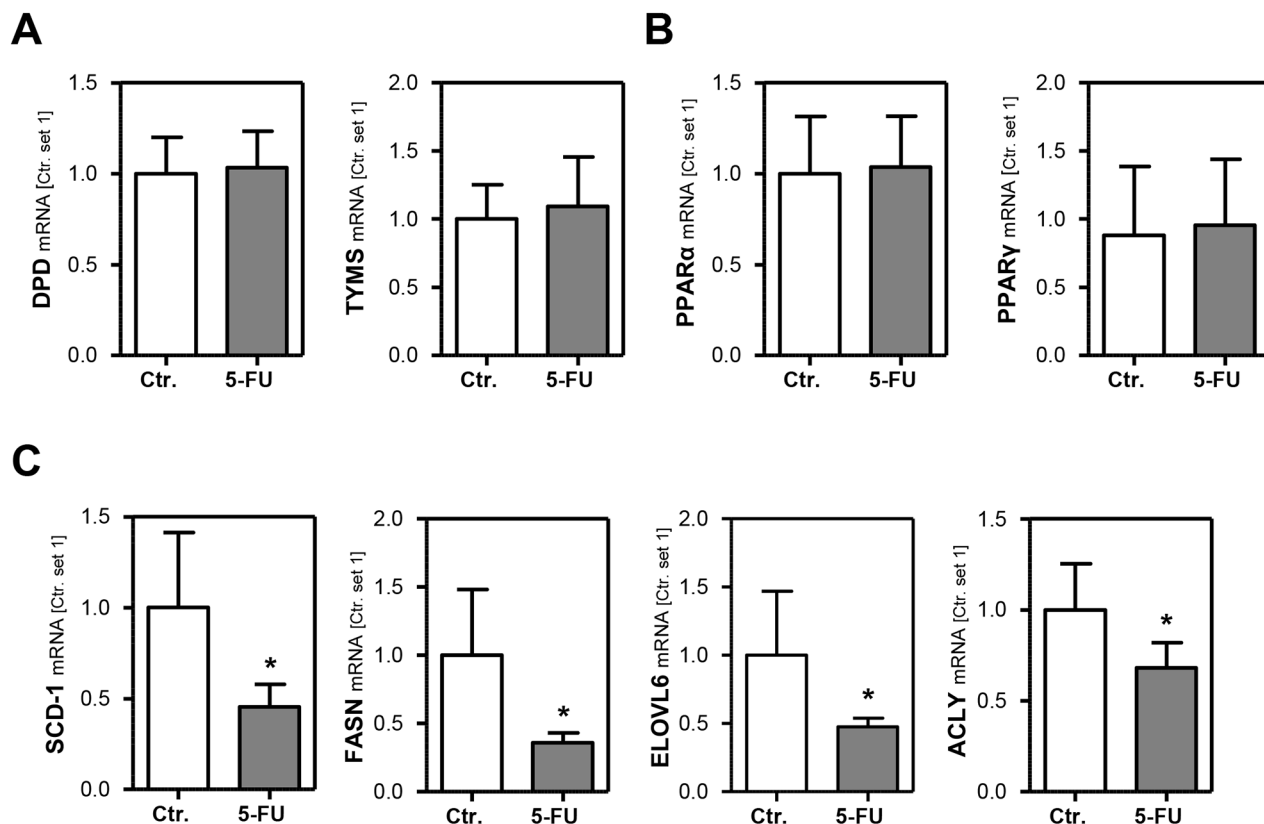 A
B
DPD mRNA [Ctr. set 1]
1.5
1.0
0.5
0.0
Ctr. 5-FU
TYMS mRNA [Ctr. set 1]
2.0
1.5
1.0
0.5
0.0
Ctr. 5-FU
PPARα mRNA [Ctr. set 1]
1.5
1.0
0.5
0.0
Ctr. 5-FU
PPARγ mRNA [Ctr. set 1]
2.0
1.5
1.0
0.5
0.0
Ctr. 5-FU
C
SCD-1 mRNA [Ctr. set 1]
1.5
1.0
0.5
0.0
*
Ctr. 5-FU
FASN mRNA [Ctr. set 1]
2.0
1.5
1.0
0.5
0.0
*
Ctr. 5-FU
ELOVL6 mRNA [Ctr. set 1]
2.0
1.5
1.0
0.5
0.0
*
Ctr. 5-FU
ACLY mRNA [Ctr. set 1]
1.5
1.0
0.5
0.0
*
Ctr. 5-FU